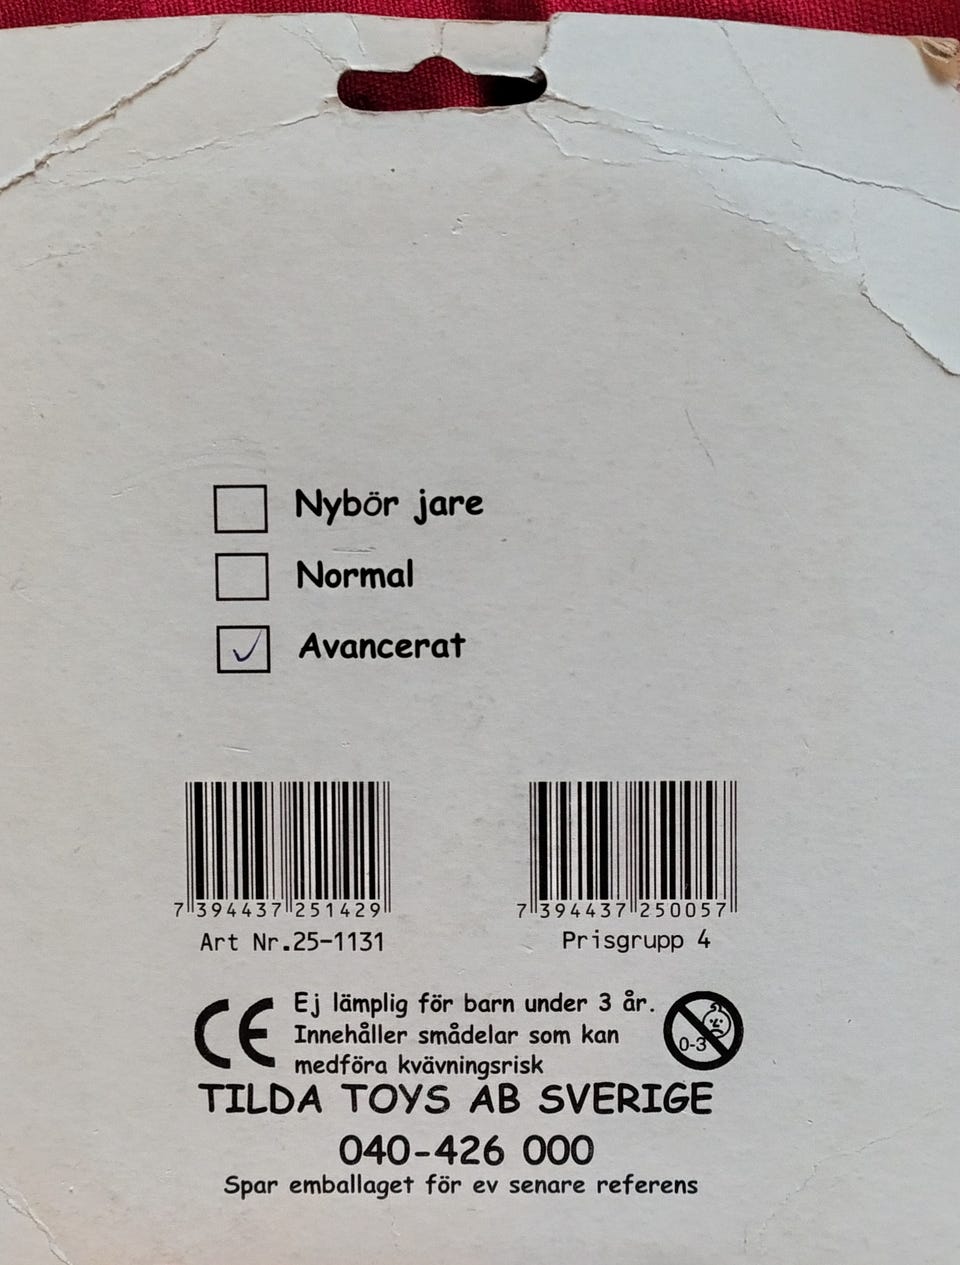 Nybör jare
Normal
Avancerat
7 394437 251429
Art Nr.25-1131
7 394437 250057
Prisgrupp 4
CE
Ej lämplig för barn under 3 år.
Innehåller smådelar som kan
medföra kvävningsrisk
0-3
TILDA TOYS AB SVERIGE
040-426 000
Spar emballaget för ev senare referens